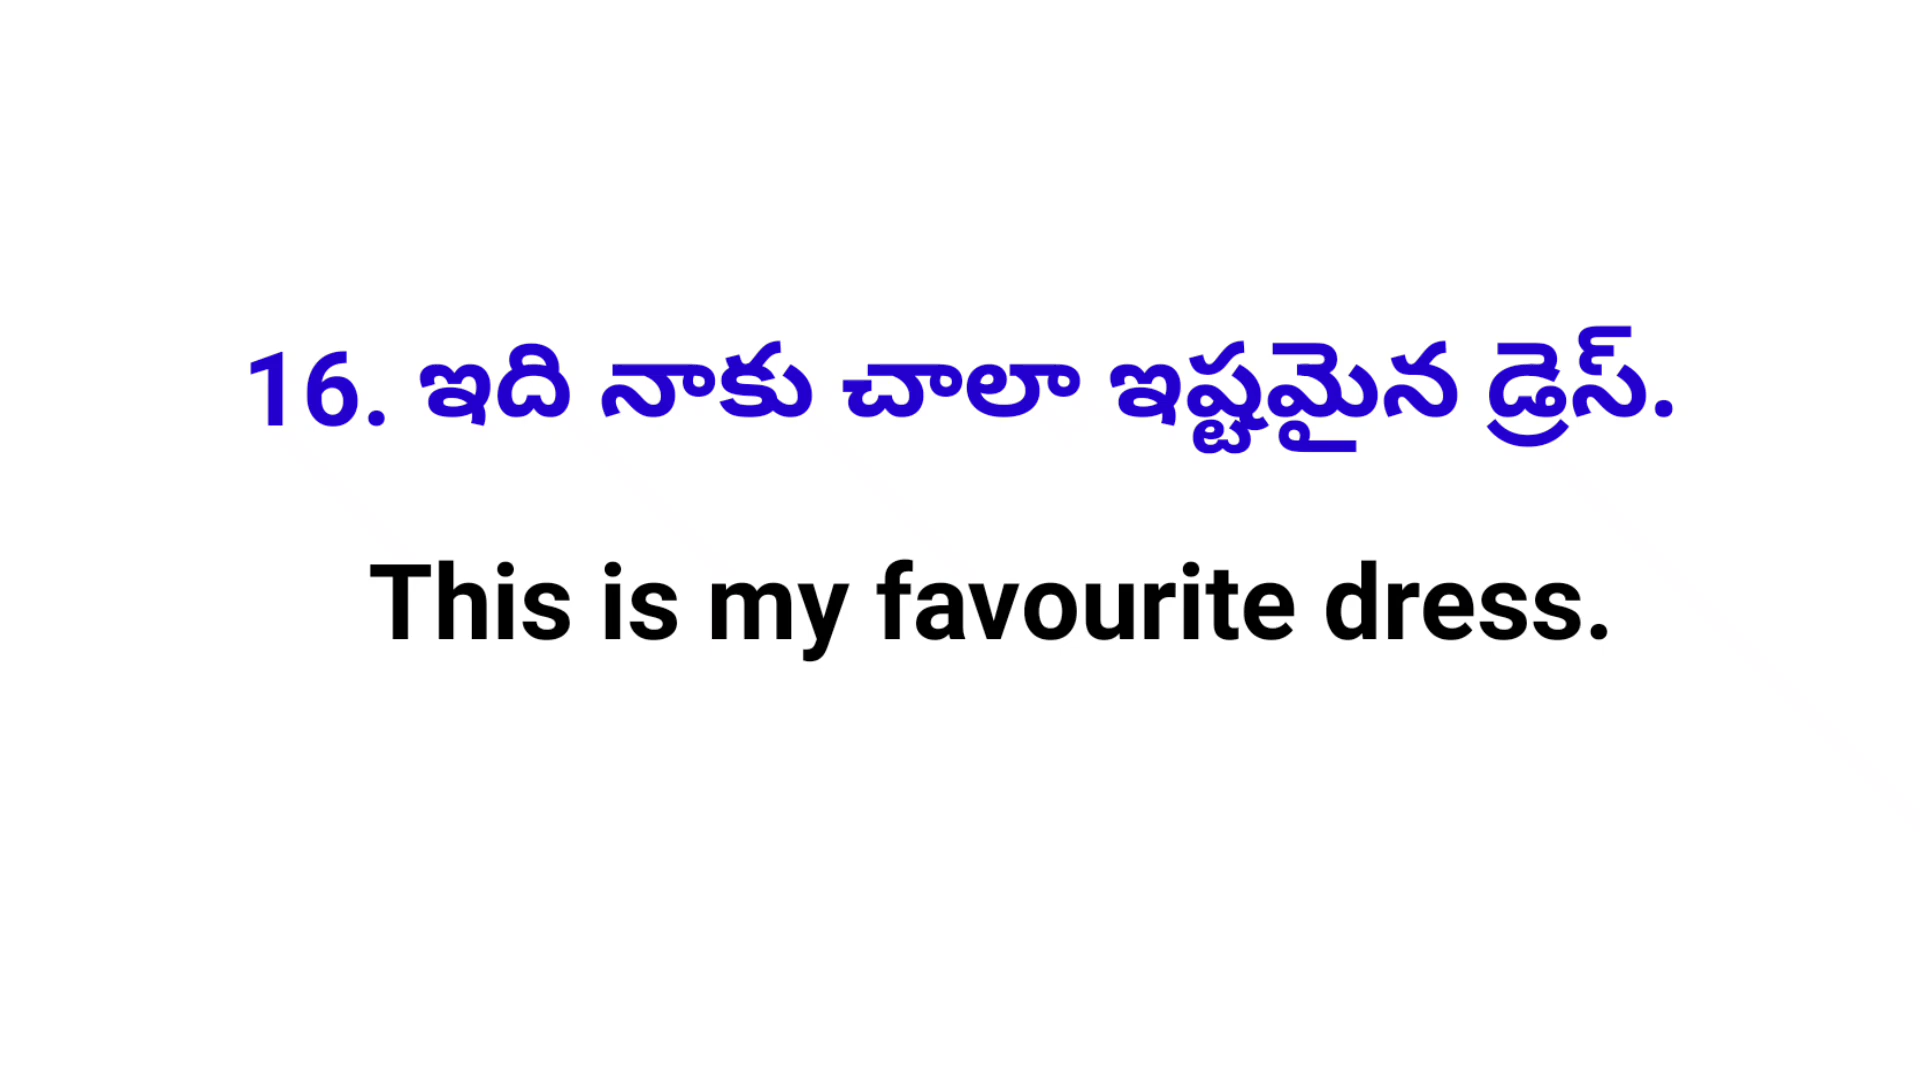 16. ఇది నాకు చాలా ఇష్టమైన డ్రెస్.
This is my favourite dress.